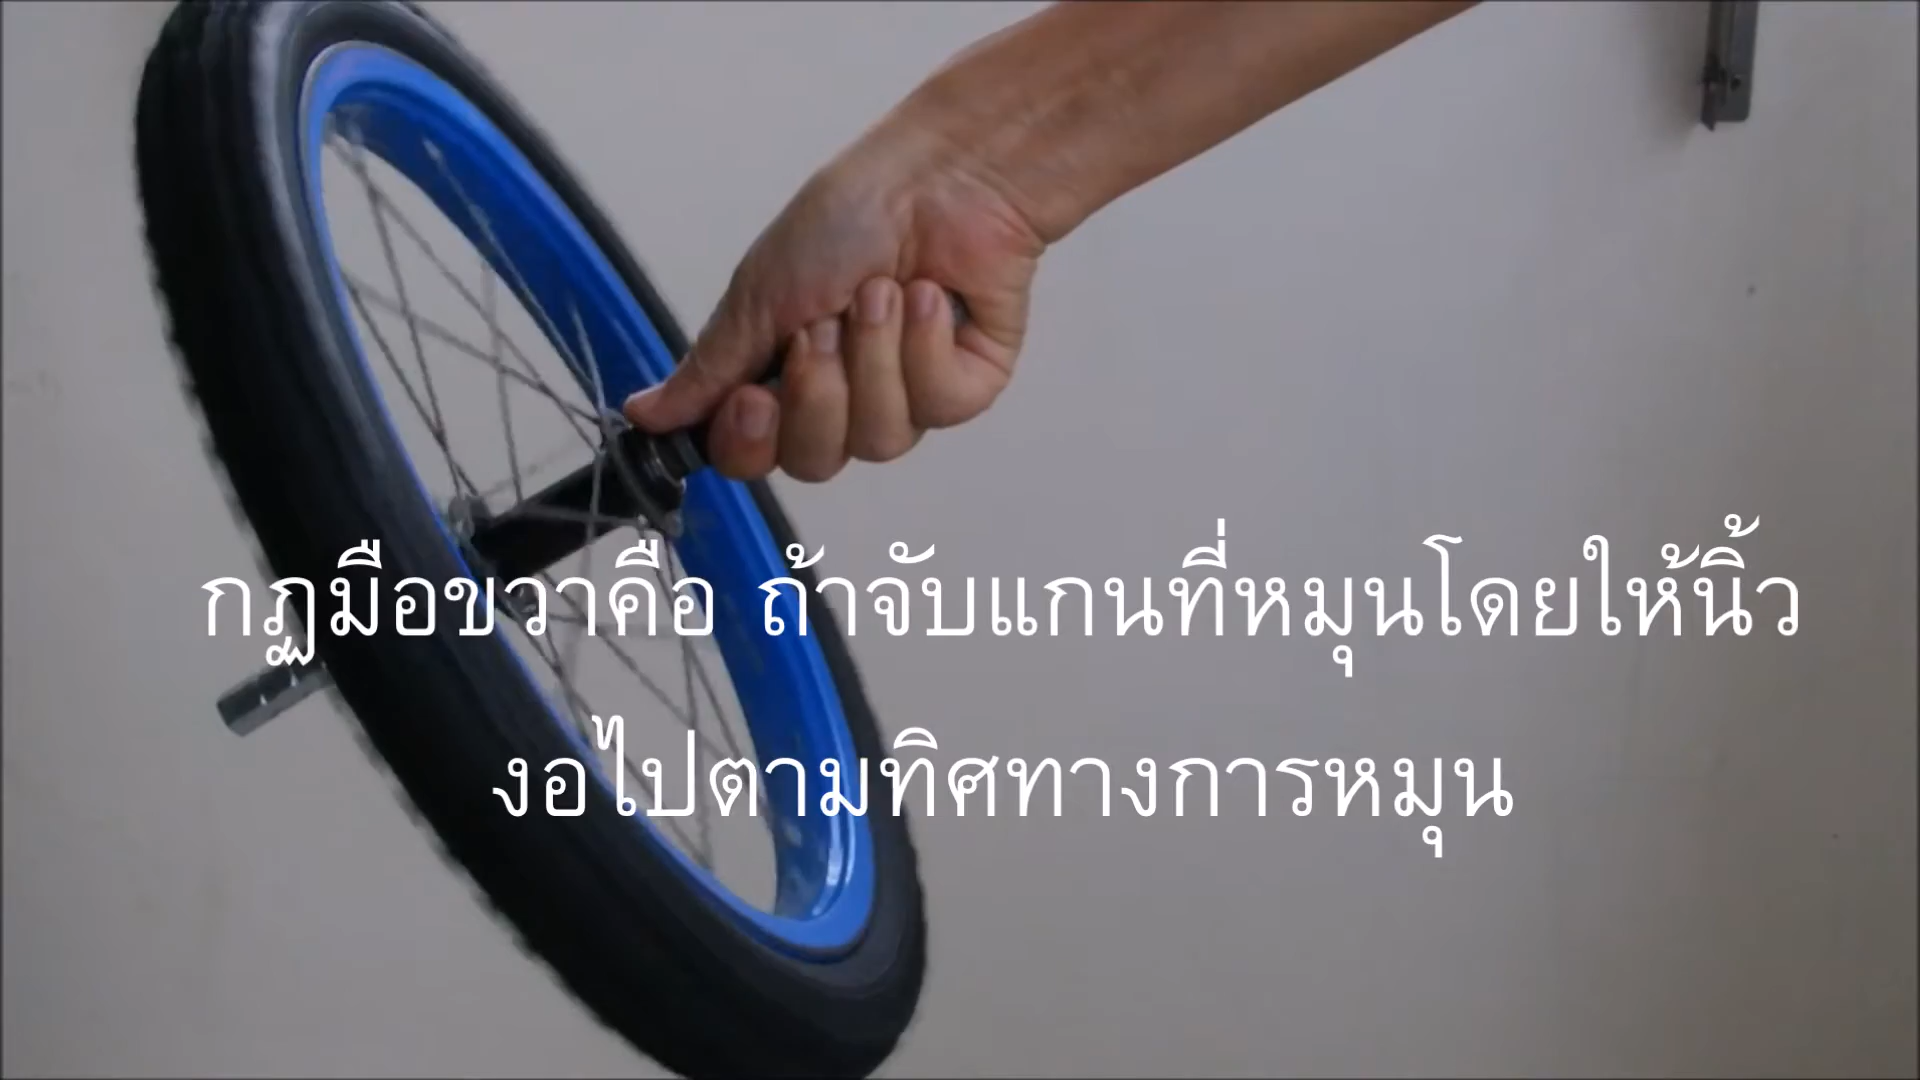 กฏมือขวาคือ ถ้าจับแกนที่หมุนโดยให้นิ้ว
งอไปตามทิศทางการหมุน